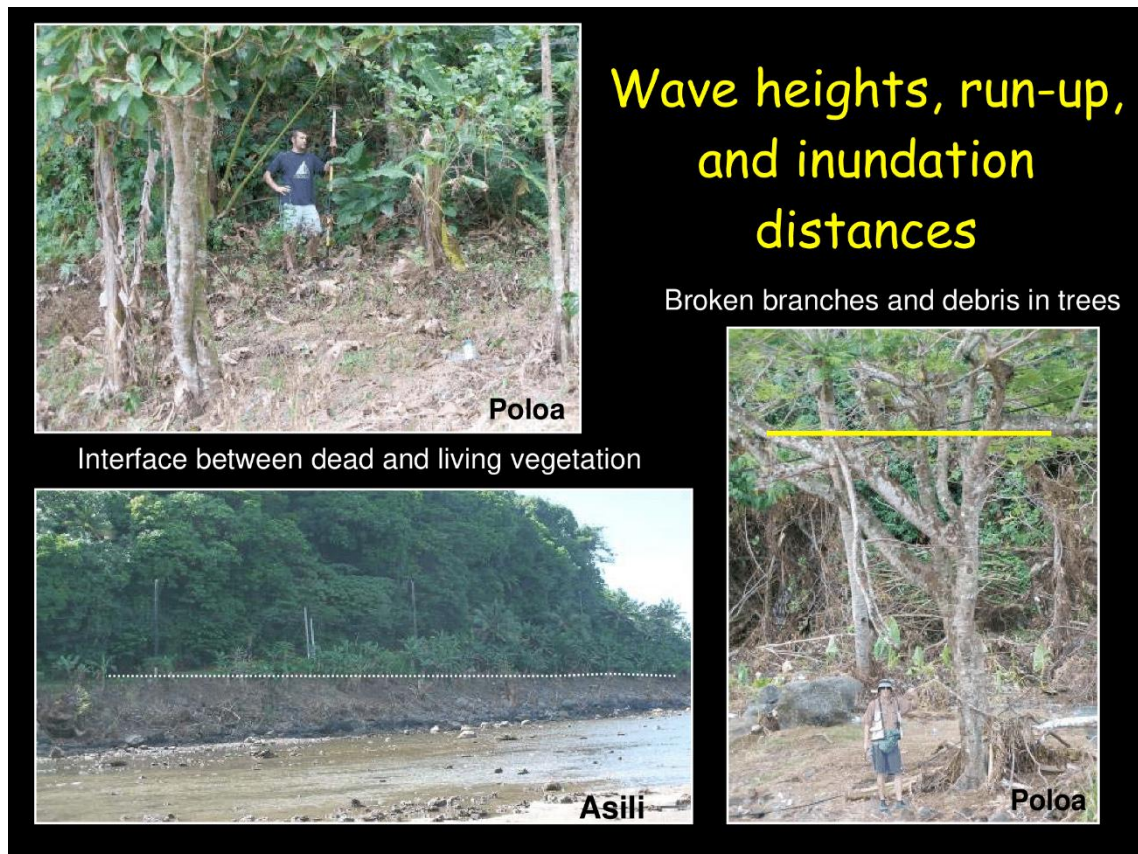 Wave heights, run-up,
and inundation
distances
Poloa
Interface between dead and living vegetation
Broken branches and debris in trees
Asili
Poloa